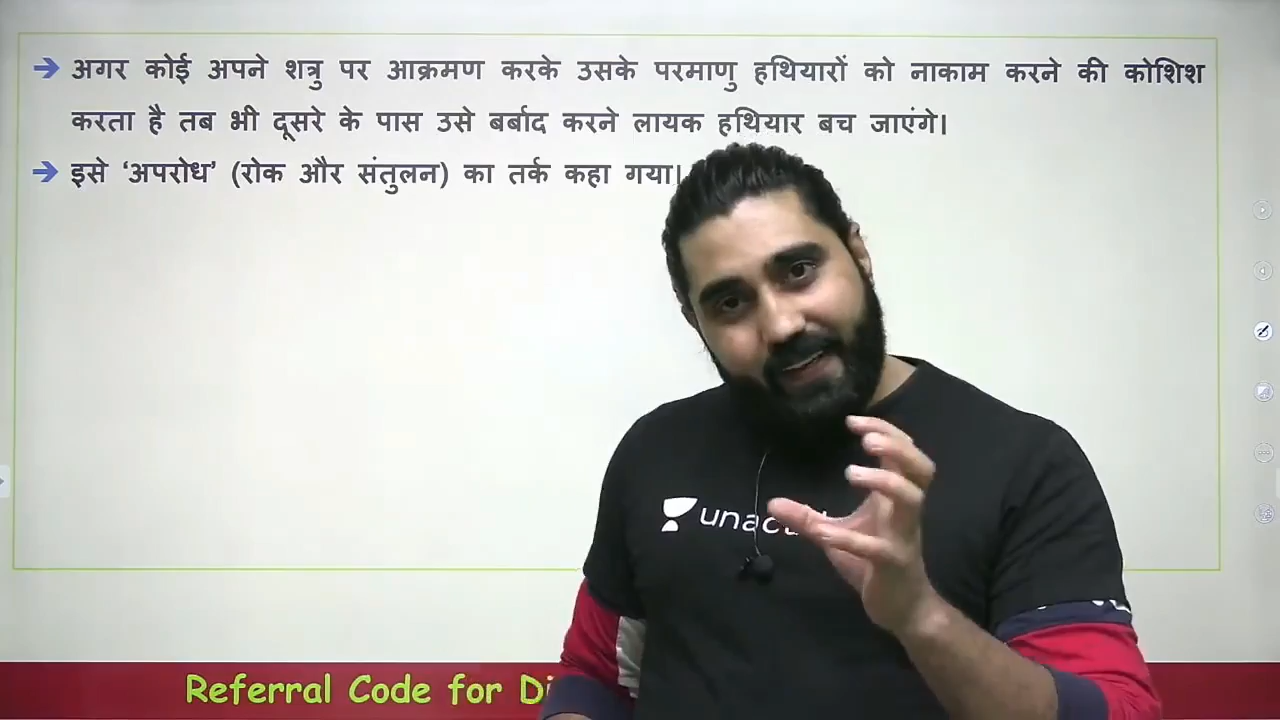 अगर कोई अपने शत्रु पर आक्रमण करके उसके परमाणु हथियारों को नाकाम करने की कोशिश
करता है तब भी दूसरे के पास उसे बर्बाद करने लायक हथियार बच जाएंगे।
इसे ‘अपरोध’ (रोक और संतुलन) का तर्क कहा गया।
Referral Code for